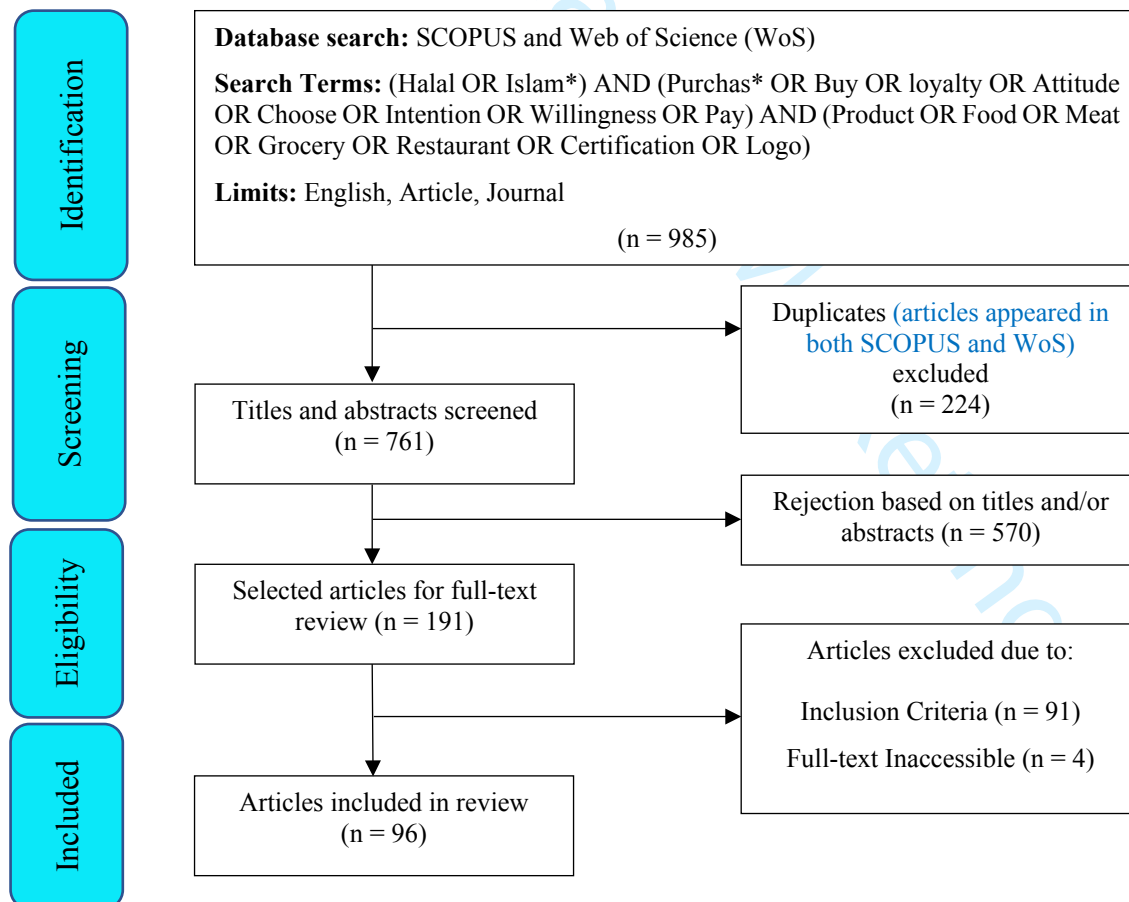 Identification
Database search: SCOPUS and Web of Science (WoS)
Search Terms: (Halal OR Islam*) AND (Purchas* OR Buy OR loyalty OR Attitude
OR Choose OR Intention OR Willingness OR Pay) AND (Product OR Food OR Meat
OR Grocery OR Restaurant OR Certification OR Logo)
Limits: English, Article, Journal
(n = 985)
Screening
Duplicates (articles appeared in
both SCOPUS and WoS)
excluded
(n = 224)
Titles and abstracts screened
(n = 761)
Rejection based on titles and/or
abstracts (n = 570)
Eligibility
Selected articles for full-text
review (n = 191)
Articles excluded due to:
Inclusion Criteria (n = 91)
Full-text Inaccessible (n = 4)
Included
Articles included in review
(n = 96)